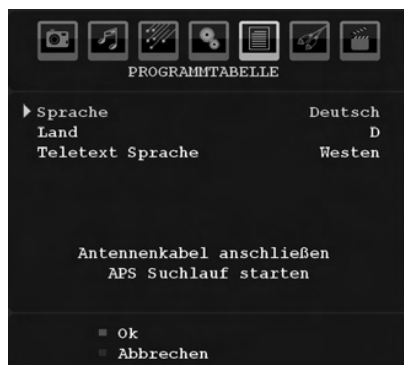 PROGRAMMTABELLE
Sprache Deutsch
Land D
Teletext Sprache Westen
Antennenkabel anschließen
APS Suchlauf starten
Ok
Abbrechen